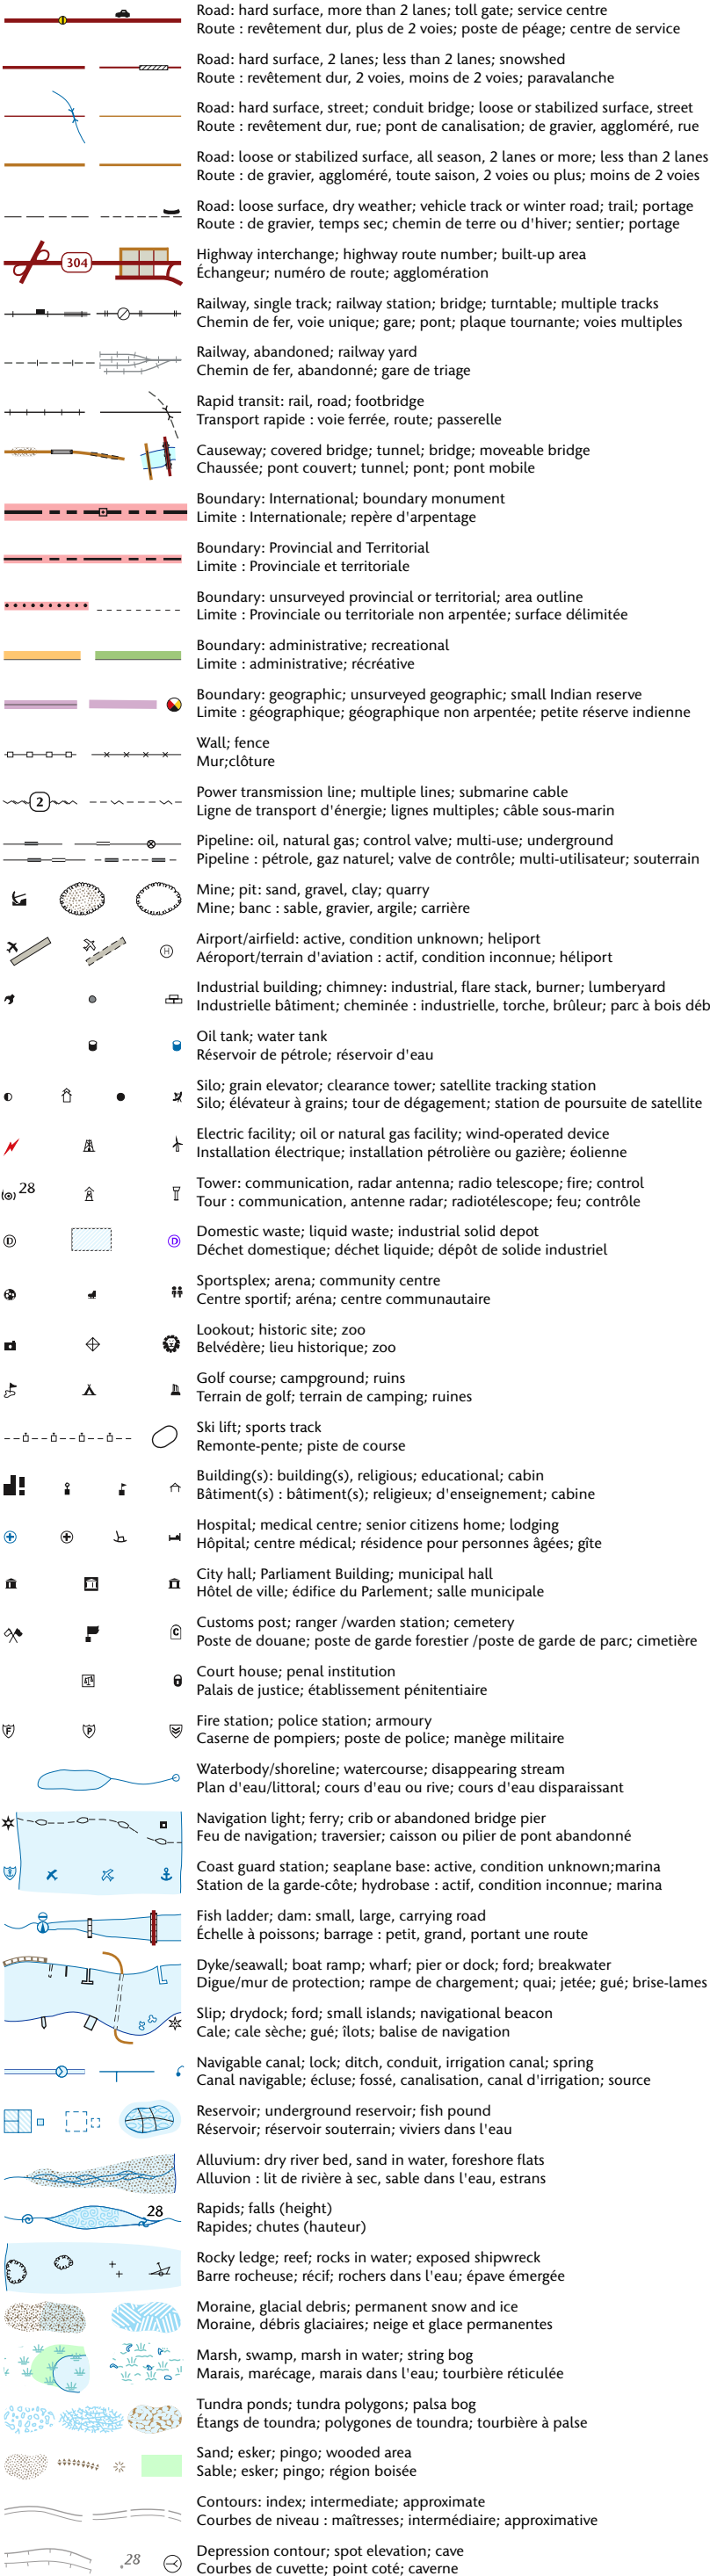 Road: hard surface, more than 2 lanes; toll gate; service centre
Route : revêtement dur, plus de 2 voies; poste de péage; centre de service
Road: hard surface, 2 lanes; less than 2 lanes; snowshed
Route : revêtement dur, 2 voies, moins de 2 voies; paravalanche
Road: hard surface, street; conduit bridge; loose or stabilized surface, street
Route : revêtement dur, rue; pont de canalisation; de gravier, aggloméré, rue
Road: loose or stabilized surface, all season, 2 lanes or more; less than 2 lanes
Route : de gravier, aggloméré, toute saison, 2 voies ou plus; moins de 2 voies
Road: loose surface, dry weather; vehicle track or winter road; trail; portage
Route : de gravier, temps sec; chemin de terre ou d'hiver; sentier; portage
304
Highway interchange; highway route number; built-up area
Échangeur; numéro de route; agglomération
Railway, single track; railway station; bridge; turntable; multiple tracks
Chemin de fer, voie unique; gare; pont; plaque tournante; voies multiples
Railway, abandoned; railway yard
Chemin de fer, abandonné; gare de triage
Rapid transit: rail, road; footbridge
Transport rapide : voie ferrée, route; passerelle
Causeway; covered bridge; tunnel; bridge; moveable bridge
Chaussée; pont couvert; tunnel; pont; pont mobile
Boundary: International; boundary monument
Limite : Internationale; repère d'arpentage
Boundary: Provincial and Territorial
Limite : Provinciale et territoriale
Boundary: unsurveyed provincial or territorial; area outline
Limite : Provinciale ou territoriale non arpentée; surface délimitée
Boundary: administrative; recreational
Limite : administrative; récréative
Boundary: geographic; unsurveyed geographic; small Indian reserve
Limite : géographique; géographique non arpentée; petite réserve indienne
Wall; fence
Mur;clôture
2
Power transmission line; multiple lines; submarine cable
Ligne de transport d'énergie; lignes multiples; câble sous-marin
Pipeline: oil, natural gas; control valve; multi-use; underground
Pipeline : pétrole, gaz naturel; valve de contrôle; multi-utilisateur; souterrain
Mine; pit: sand, gravel, clay; quarry
Mine; banc : sable, gravier, argile; carrière
H
Airport/airfield: active, condition unknown; heliport
Aéroport/terrain d'aviation : actif, condition inconnue; héliport
Industrial building; chimney: industrial, flare stack, burner; lumberyard
Industrielle bâtiment; cheminée : industrielle, torche, brûleur; parc à bois déb
Oil tank; water tank
Réservoir de pétrole; réservoir d'eau
Silo; grain elevator; clearance tower; satellite tracking station
Silo; élévateur à grains; tour de dégagement; station de poursuite de satellite
Electric facility; oil or natural gas facility; wind-operated device
Installation électrique; installation pétrolière ou gazière; éolienne
28
Tower: communication, radar antenna; radio telescope; fire; control
Tour : communication, antenne radar; radiotélescope; feu; contrôle
D D
Domestic waste; liquid waste; industrial solid depot
Déchet domestique; déchet liquide; dépôt de solide industriel
Sportsplex; arena; community centre
Centre sportif; aréna; centre communautaire
Lookout; historic site; zoo
Belvédère; lieu historique; zoo
Golf course; campground; ruins
Terrain de golf; terrain de camping; ruines
Ski lift; sports track
Remonte-pente; piste de course
Building(s): building(s), religious; educational; cabin
Bâtiment(s) : bâtiment(s); religieux; d'enseignement; cabine
Hospital; medical centre; senior citizens home; lodging
Hôpital; centre médical; résidence pour personnes âgées; gîte
City hall; Parliament Building; municipal hall
Hôtel de ville; édifice du Parlement; salle municipale
C
Customs post; ranger /warden station; cemetery
Poste de douane; poste de garde forestier /poste de garde de parc; cimetière
Court house; penal institution
Palais de justice; établissement pénitentiaire
F P
Fire station; police station; armoury
Caserne de pompiers; poste de police; manège militaire
Waterbody/shoreline; watercourse; disappearing stream
Plan d'eau/littoral; cours d'eau ou rive; cours d'eau disparaissant
Navigation light; ferry; crib or abandoned bridge pier
Feu de navigation; traversier; caisson ou pilier de pont abandonné
Coast guard station; seaplane base: active, condition unknown;marina
Station de la garde-côte; hydrobase : actif, condition inconnue; marina
Fish ladder; dam: small, large, carrying road
Échelle à poissons; barrage : petit, grand, portant une route
Dyke/seawall; boat ramp; wharf; pier or dock; ford; breakwater
Digue/mur de protection; rampe de chargement; quai; jetée; gué; brise-lames
Slip; drydock; ford; small islands; navigational beacon
Cale; cale sèche; gué; îlots; balise de navigation
Navigable canal; lock; ditch, conduit, irrigation canal; spring
Canal navigable; écluse; fossé, canalisation, canal d'irrigation; source
Reservoir; underground reservoir; fish pound
Réservoir; réservoir souterrain; viviers dans l'eau
Alluvium: dry river bed, sand in water, foreshore flats
Alluvion : lit de rivière à sec, sable dans l'eau, estrans
28
Rapids; falls (height)
Rapides; chutes (hauteur)
Rocky ledge; reef; rocks in water; exposed shipwreck
Barre rocheuse; récif; rochers dans l'eau; épave émergée
Moraine, glacial debris; permanent snow and ice
Moraine, débris glaciaires; neige et glace permanentes
Marsh, swamp, marsh in water; string bog
Marais, marécage, marais dans l'eau; tourbière réticulée
Tundra ponds; tundra polygons; palsa bog
Étangs de toundra; polygones de toundra; tourbière à palse
Sand; esker; pingo; wooded area
Sable; esker; pingo; région boisée
Contours: index; intermediate; approximate
Courbes de niveau : maîtresses; intermédiaire; approximative
.28
Depression contour; spot elevation; cave
Courbes de cuvette; point coté; caverne